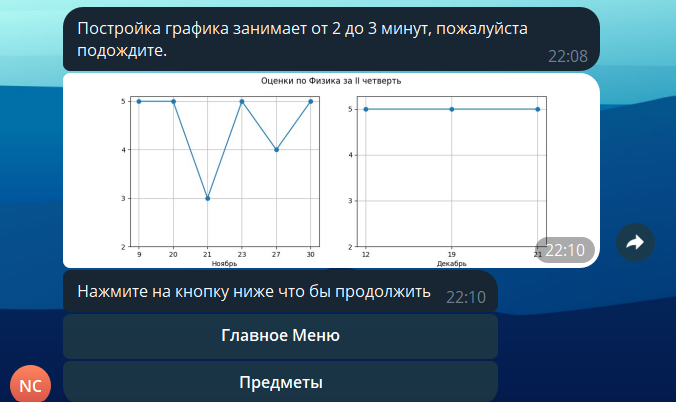 Постройка графика занимает от 2 до 3 минут, пожалуйста
подождите.
22:08
Оценки по Физика за II четверть
5
4
3
2
9 20 21 23 27 30
Ноябрь
5
4
3
2
12 19 21
Декабрь
22:10
Нажмите на кнопку ниже что бы продолжить 22:10
Главное Меню
Предметы
NC